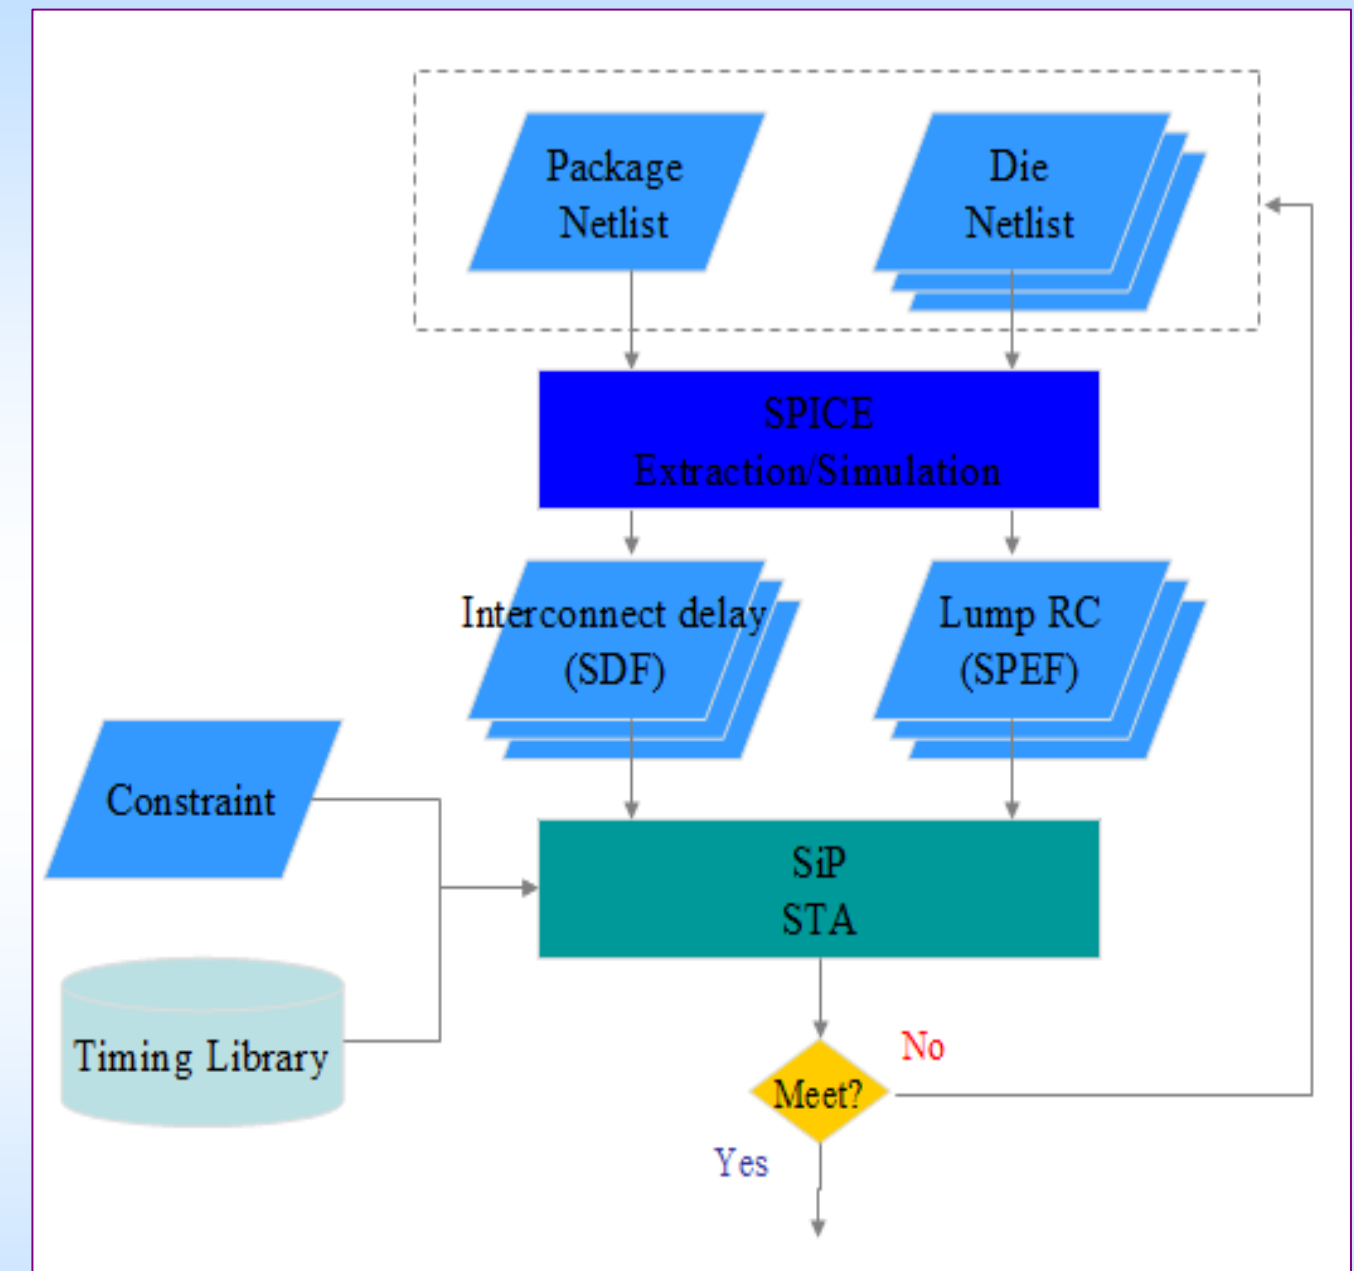 Package
Netlist
Die
Netlist
SPICE
Extraction/Simulation
Interconnect delay
(SDF)
Lump RC
(SPEF)
Constraint
SiP
STA
Timing Library
No
Meet?
Yes